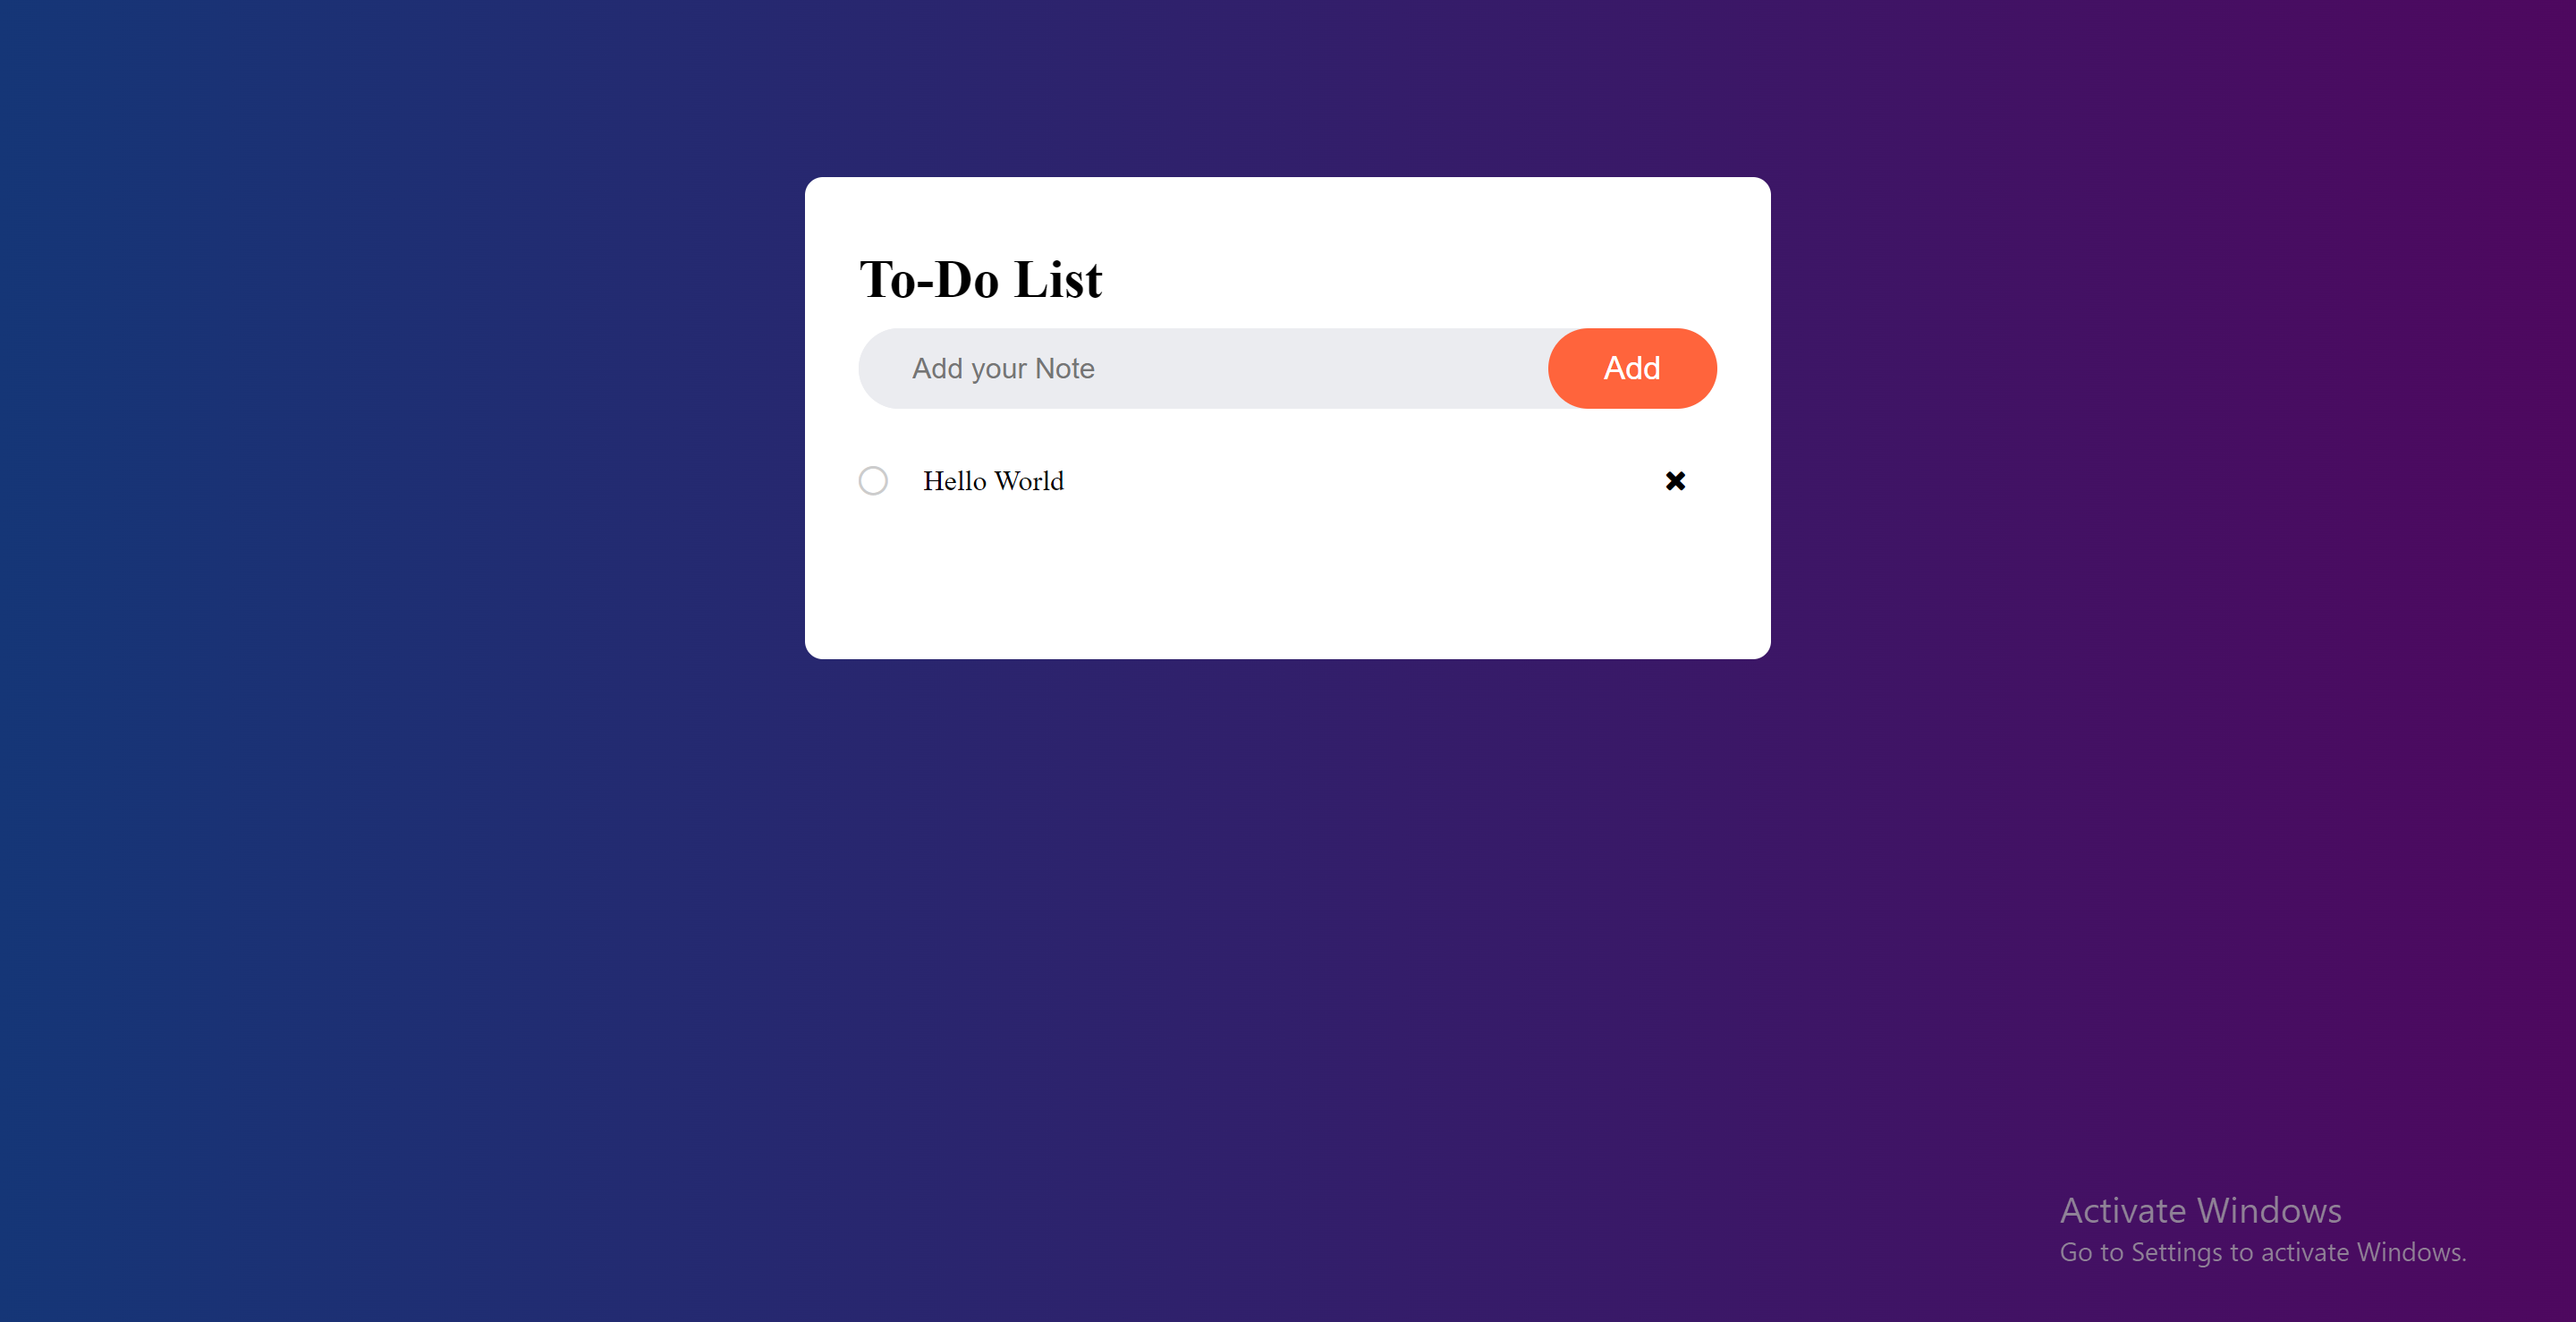 To-Do List
Add your Note
Add
Hello World
Activate Windows
Go to Settings to activate Windows.